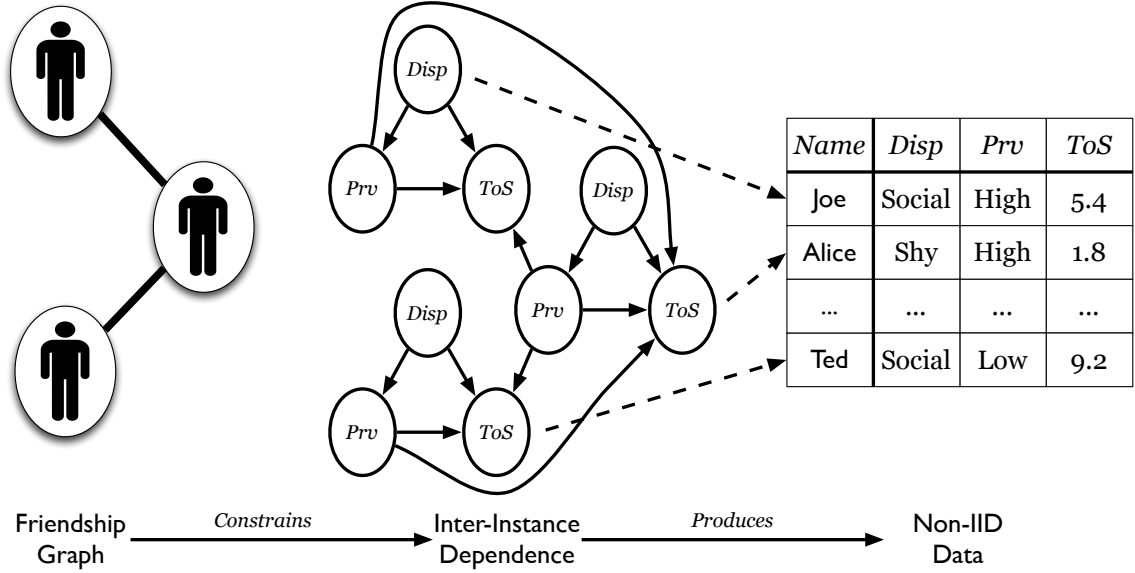 Disp
Prv
ToS
Disp
Disp
Prv
ToS
Prv
ToS
Name Disp Prv ToS
Joe Social High 5.4
Alice Shy High 1.8
... ... ... ...
Ted Social Low 9.2
Friendship
Graph
Constrains
Inter-Instance
Dependence
Produces
Non-IID
Data